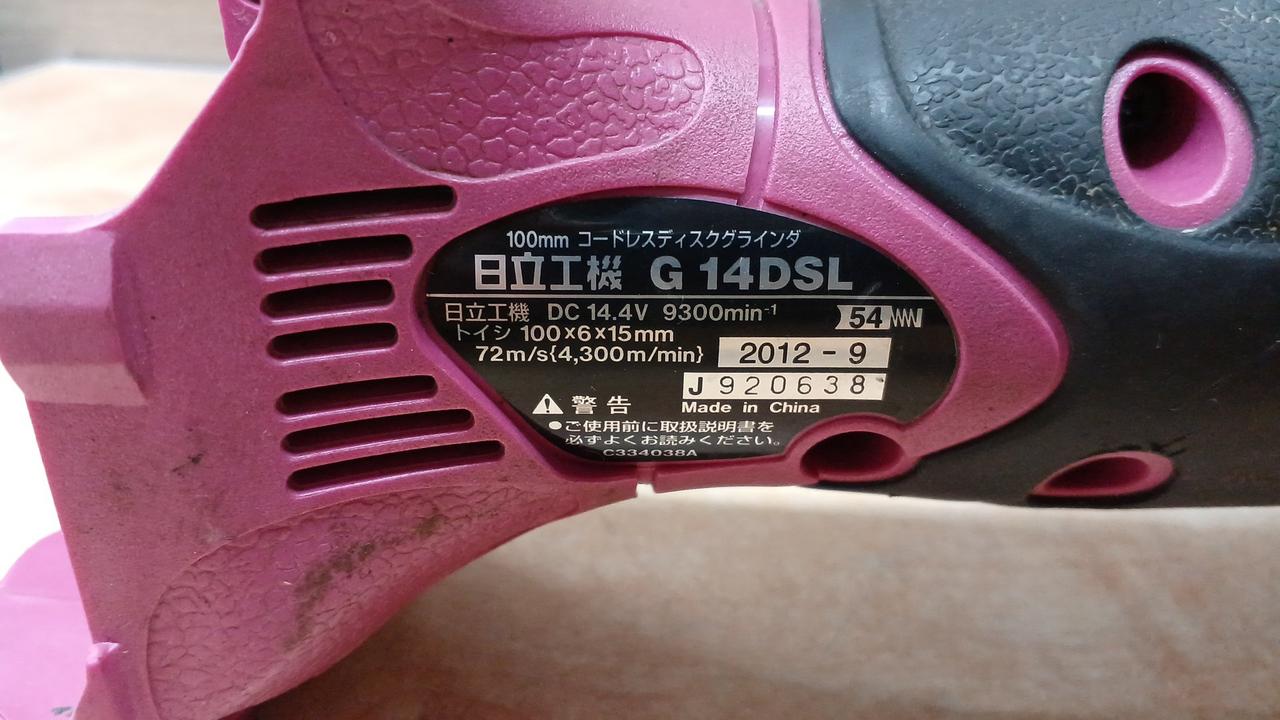 100mm コードレスディスクグラインダ
日立工機 G 14DSL
日立工機 DC 14.4V 9300min⁻¹ 54
トイシ 100×6×15mm
72m/s{4,300m/min} 2012 - 9
J 920638
警告 Made in China
●ご使用前に取扱説明書を
必ずよくお読みください。
C334038A